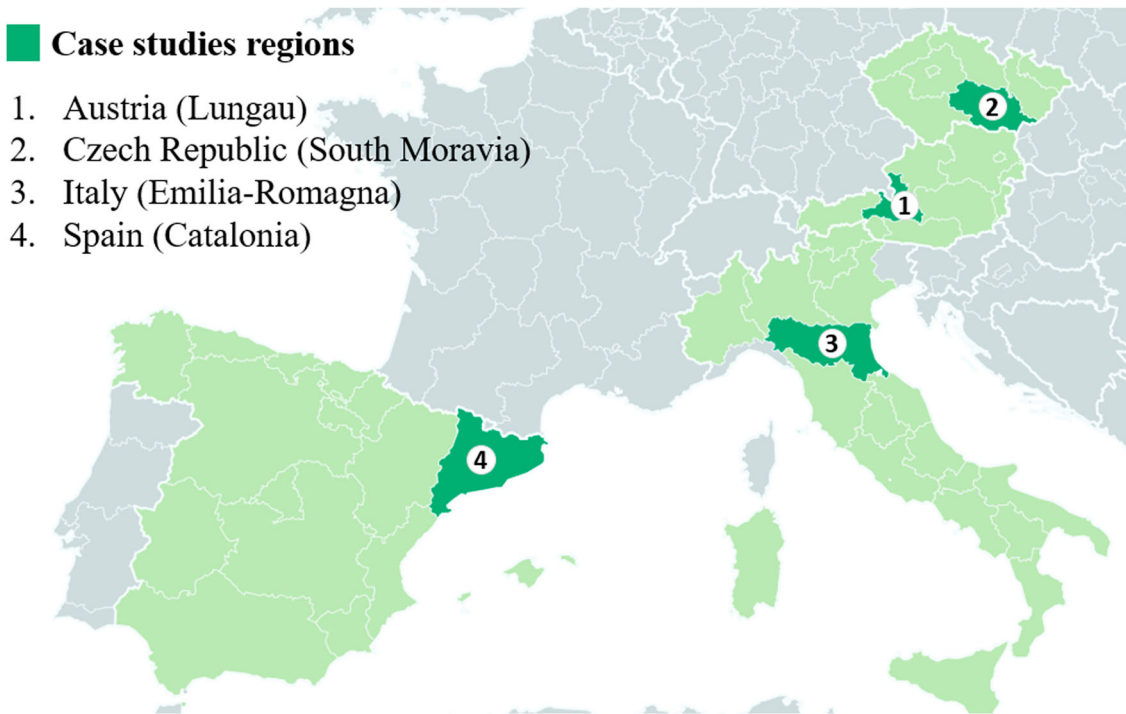 Case studies regions
1. Austria (Lungau)
2. Czech Republic (South Moravia)
3. Italy (Emilia-Romagna)
4. Spain (Catalonia)
2
1
3
4